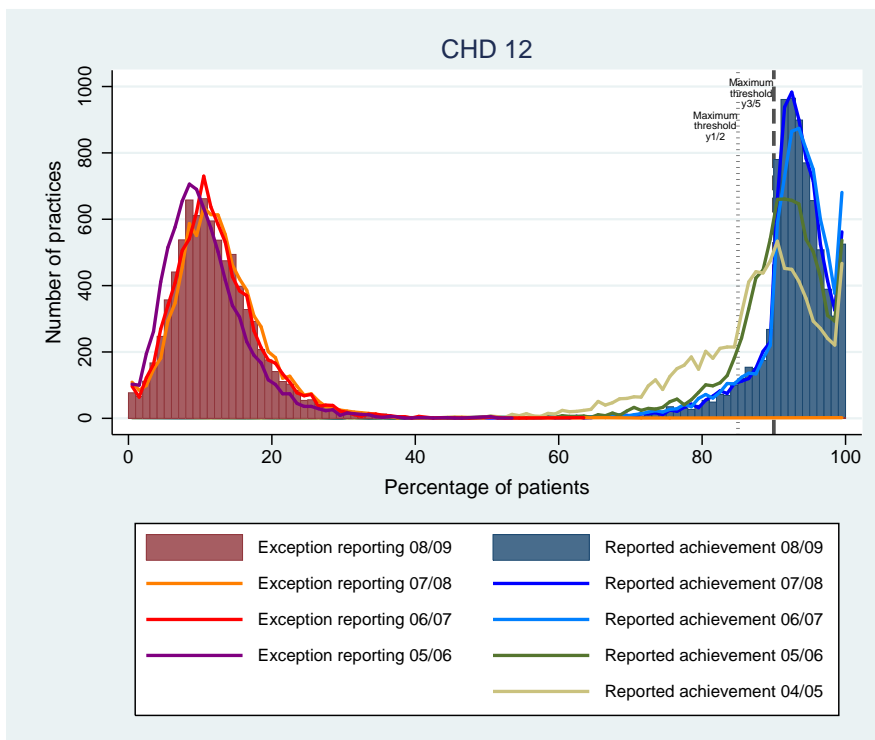 CHD 12
Number of practices
1000
800
600
400
200
0
Maximum
threshold
y1/2
Maximum
threshold
y3/5
0 20 40 60 80 100
Percentage of patients
Exception reporting 08/09 Reported achievement 08/09
Exception reporting 07/08 Reported achievement 07/08
Exception reporting 06/07 Reported achievement 06/07
Exception reporting 05/06 Reported achievement 05/06
Reported achievement 04/05